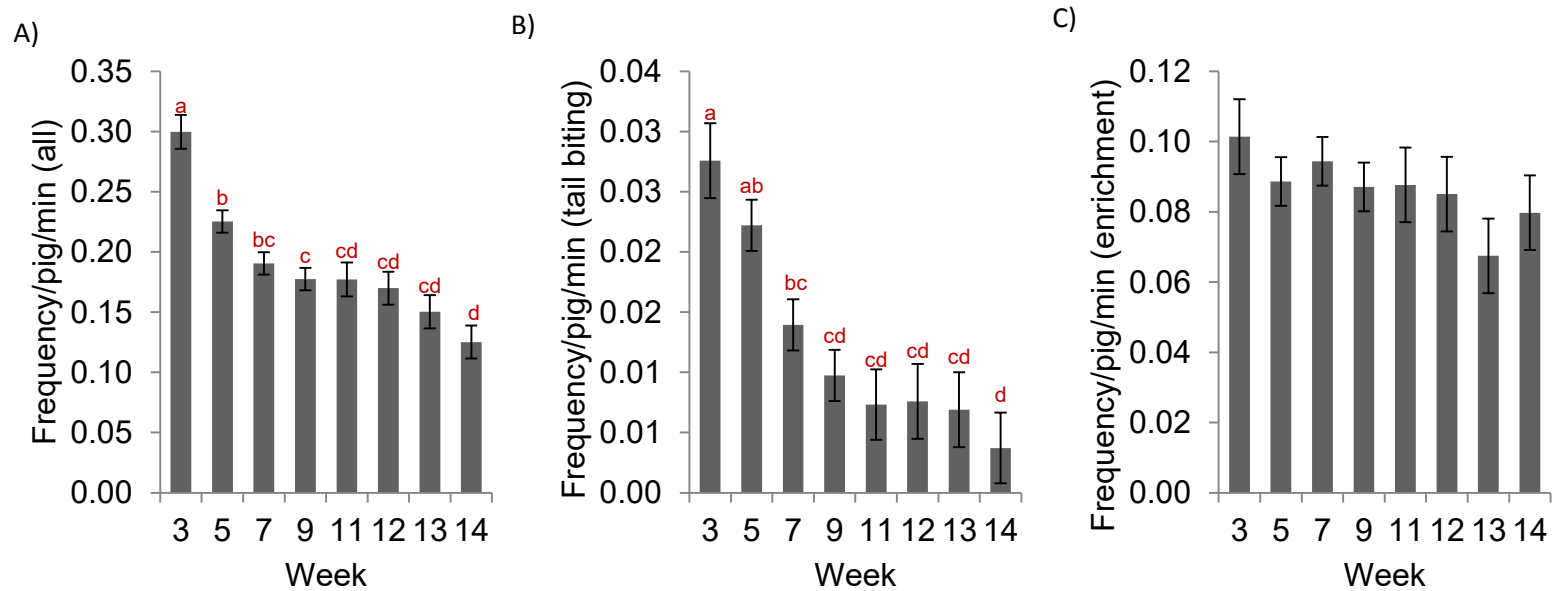 A)
Frequency/pig/min (all)
0.35
0.30
0.25
0.20
0.15
0.10
0.05
0.00
a
b
bc
c
cd
cd
cd
d
3 5 7 9 11 12 13 14
Week
B)
Frequency/pig/min (tail biting)
0.04
0.03
0.03
0.02
0.02
0.01
0.01
0.00
a
ab
bc
cd
cd
cd
cd
d
3 5 7 9 11 12 13 14
Week
C)
Frequency/pig/min (enrichment)
0.12
0.10
0.08
0.06
0.04
0.02
0.00
3 5 7 9 11 12 13 14
Week